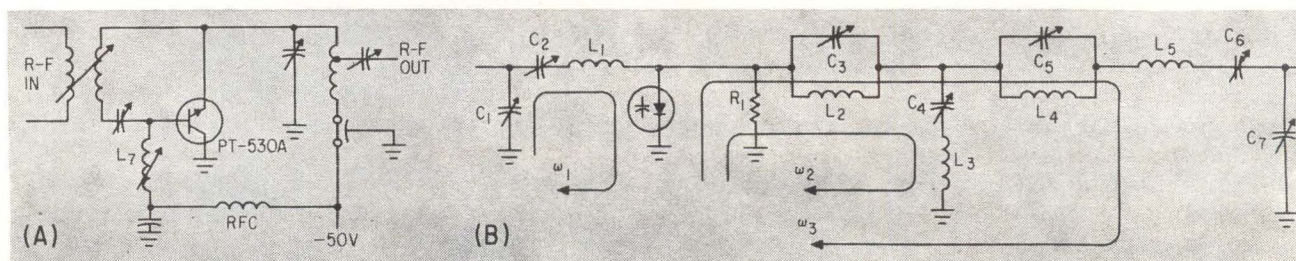 R-F
IN
L7
PT-530A
RFC
-50V
R-F
OUT
(A)
C1
C2
L1
ω1
R1
C3
L2
ω2
ω3
C4
L3
C5
L4
L5
C6
C7
(B)